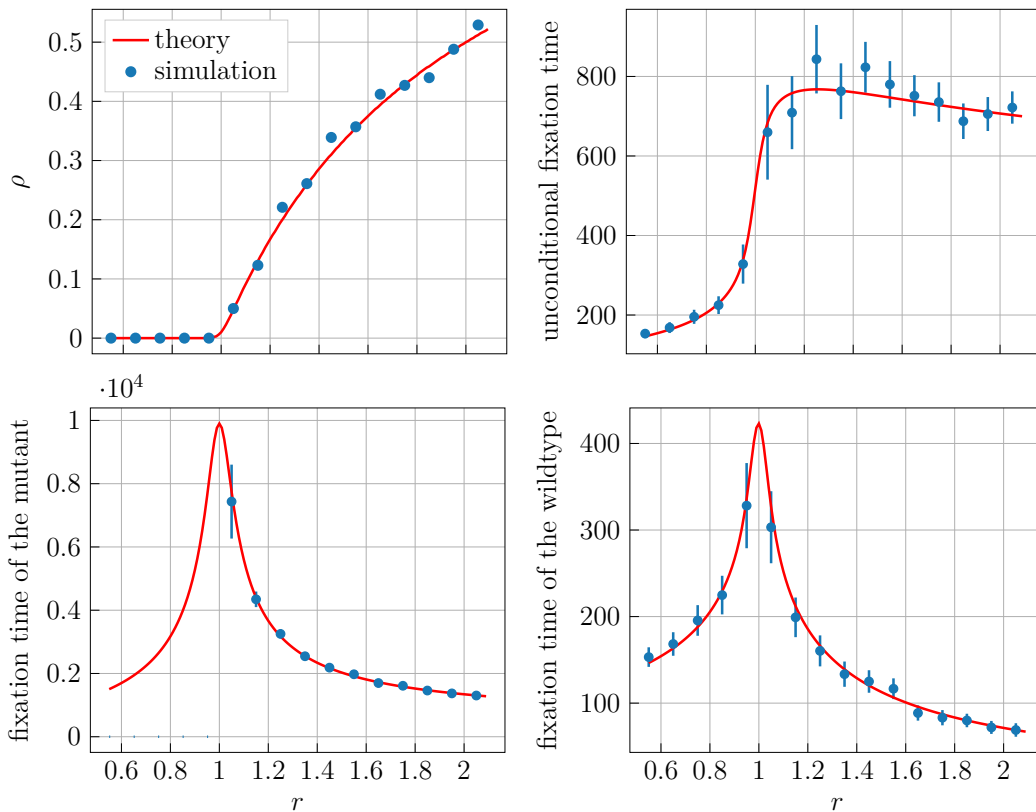 0.5
0.4
0.3
0.2
0.1
0
ρ
theory
simulation
800
600
400
200
unconditional fixation time
·10⁴
1
0.8
0.6
0.4
0.2
0
fixation time of the mutant
0.6 0.8 1 1.2 1.4 1.6 1.8 2
r
400
300
200
100
fixation time of the wildtype
0.6 0.8 1 1.2 1.4 1.6 1.8 2
r